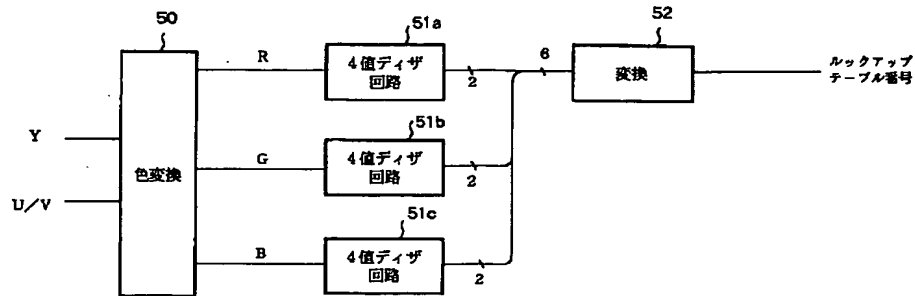 50
51a
52
R
4値ディザ
回路
2
6
変換
ルックアップ
テーブル番号
Y
51b
色変換
G
4値ディザ
回路
2
U/V
51c
B
4値ディザ
回路
2